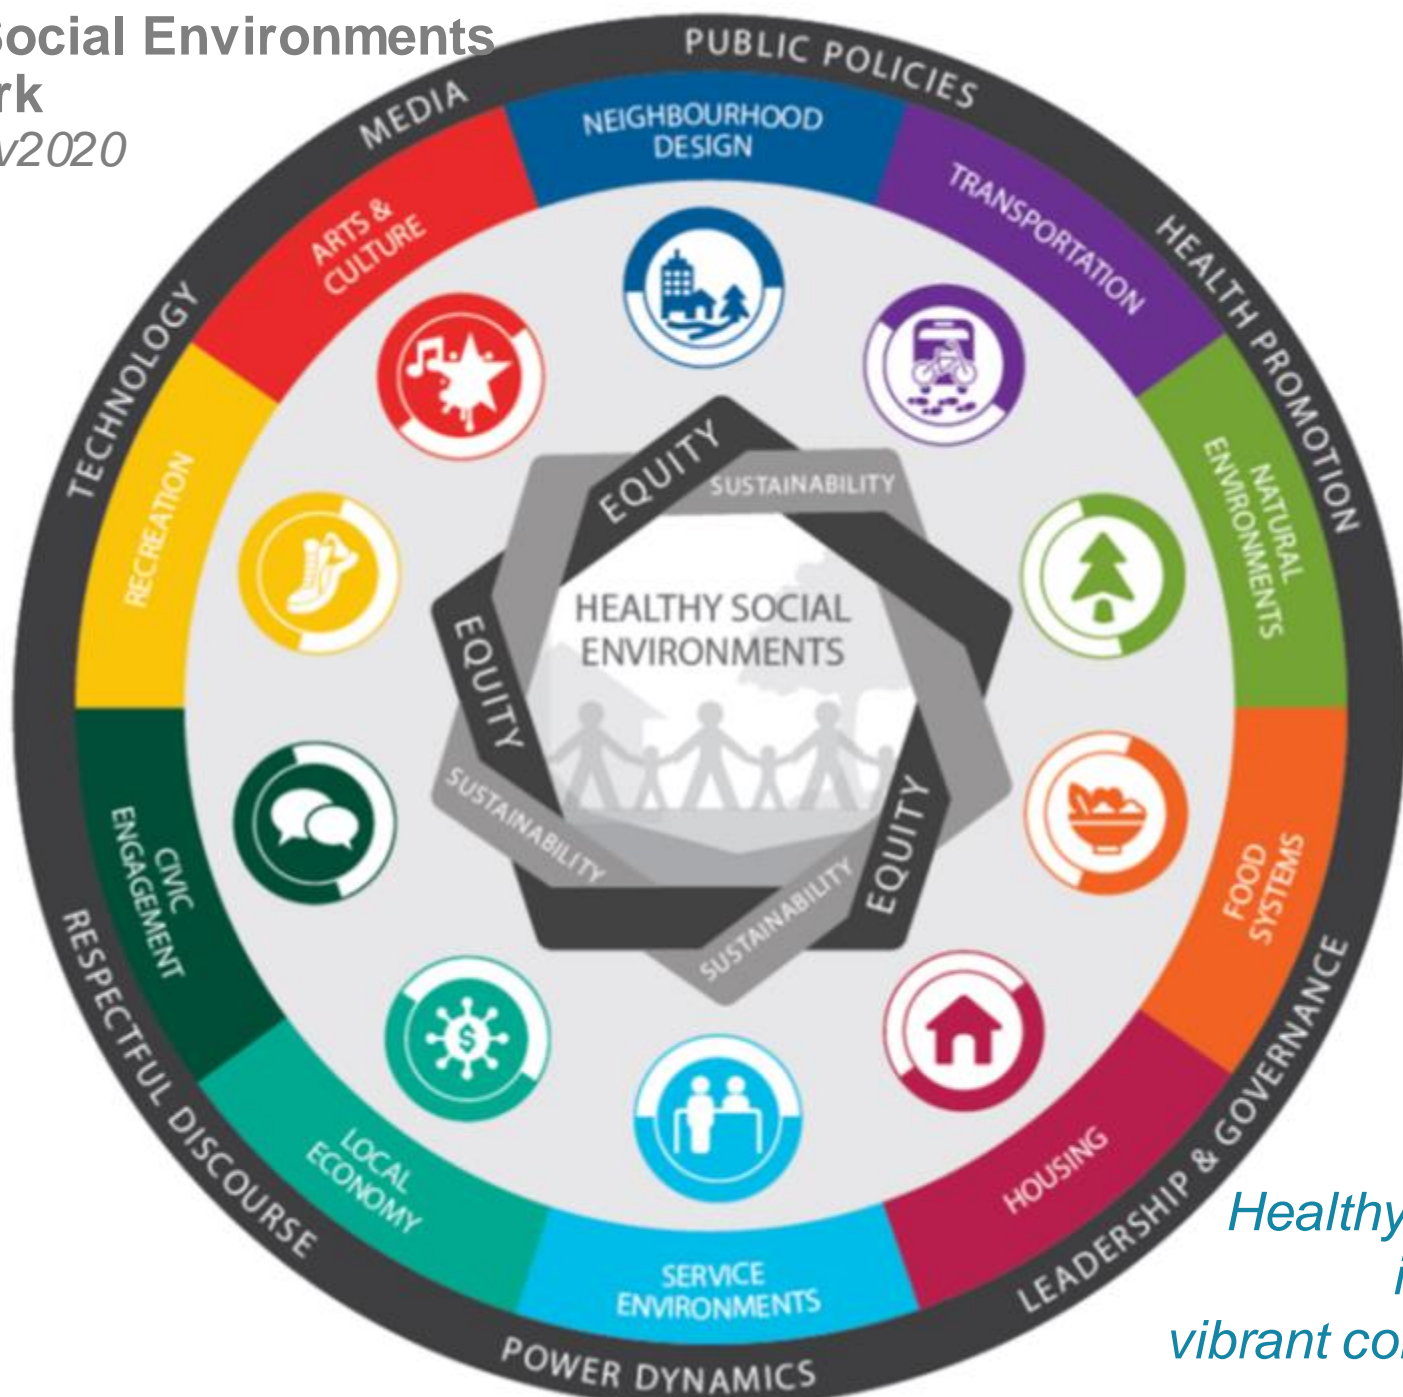 Social Environments
rk
v2020
PUBLIC POLICIES
HEALTH PROMOTION
LEADERSHIP & GOVERNANCE
POWER DYNAMICS
RESPECTFUL DISCOURSE
TECHNOLOGY
MEDIA
NEIGHBOURHOOD
DESIGN
TRANSPORTATION
NATURAL
ENVIRONMENTS
FOOD
SYSTEMS
HOUSING
SERVICE
ENVIRONMENTS
LOCAL
ECONOMY
CIVIC
ENGAGEMENT
RECREATION
ARTS &
CULTURE
EQUITY
SUSTAINABILITY
EQUITY
SUSTAINABILITY
EQUITY
SUSTAINABILITY
HEALTHY SOCIAL
ENVIRONMENTS
$
Healthy
i
vibrant co